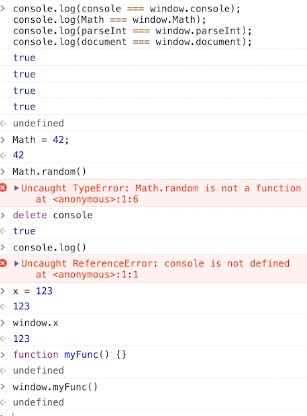 > console.log(console === window.console);
console.log(Math === window.Math);
console.log(parseInt === window.parseInt);
console.log(document === window.document);
true
true
true
true
< undefined
> Math = 42;
< 42
> Math.random()
Uncaught TypeError: Math.random is not a function
at <anonymous>:1:6
> delete console
< true
> console.log()
Uncaught ReferenceError: console is not defined
at <anonymous>:1:1
> x = 123
< 123
> window.x
< 123
> function myFunc() {}
< undefined
> window.myFunc()
< undefined